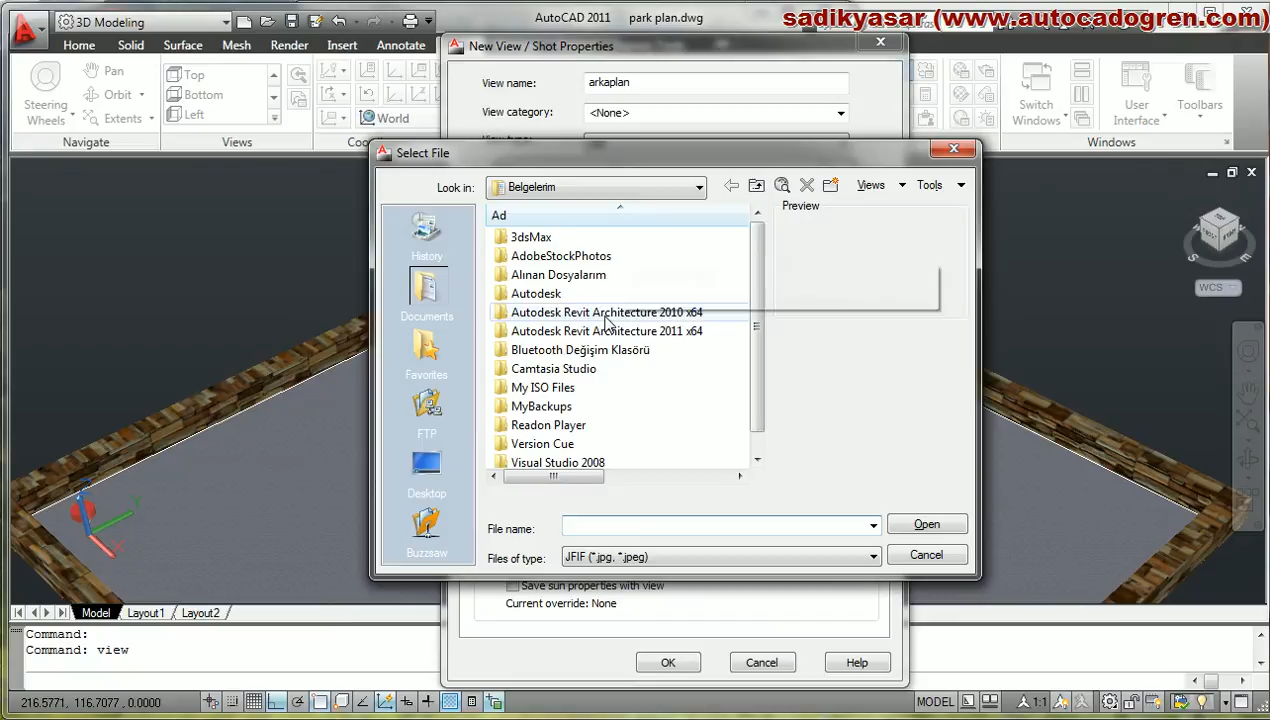 sadikyasar (www.autocadogren.com)
3D Modeling
AutoCAD 2011 park plan.dwg
Home Solid Surface Mesh Render Insert Annotate
New View / Shot Properties
View name: arkaplan
View category: <None>
Pan
Orbit
Extents
Steering Wheels
Top
Bottom
Left
World
Switch Windows
User Interface
Toolbars
Navigate
Views
Windows
Select File
Look in: Belgelerim
Views
Tools
Ad
Preview
3dsMax
AdobeStockPhotos
Alınan Dosyalarım
Autodesk
Autodesk Revit Architecture 2010 x64
Autodesk Revit Architecture 2011 x64
Bluetooth Değişim Klasörü
Camtasia Studio
My ISO Files
MyBackups
Readon Player
Version Cue
Visual Studio 2008
History
Documents
Favorites
FTP
Desktop
Buzzsaw
File name:
Open
Files of type: JFIF (*.jpg, *.jpeg)
Cancel
S
E
WCS
Save sun properties with view
Current override: None
Model Layout1 Layout2
Command:
Command: view
OK Cancel Help
216.5771, 116.7077, 0.0000
MODEL
1:1